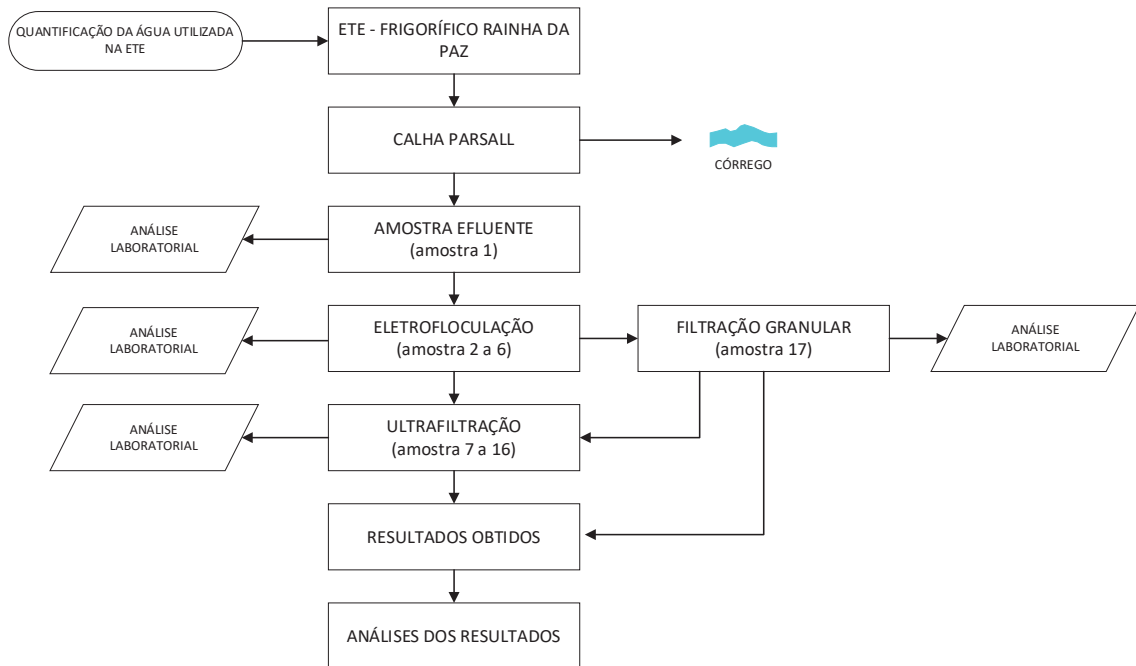 QUANTIFICAÇÃO DA ÁGUA UTILIZADA
NA ETE
ETE - FRIGORÍFICO RAINHA DA
PAZ
CALHA PARSALL
CÓRREGO
ANÁLISE
LABORATORIAL
AMOSTRA EFLUENTE
(amostra 1)
ANÁLISE
LABORATORIAL
ELETROFLOCULAÇÃO
(amostra 2 a 6)
FILTRAÇÃO GRANULAR
(amostra 17)
ANÁLISE
LABORATORIAL
ANÁLISE
LABORATORIAL
ULTRAFILTRAÇÃO
(amostra 7 a 16)
RESULTADOS OBTIDOS
ANÁLISES DOS RESULTADOS